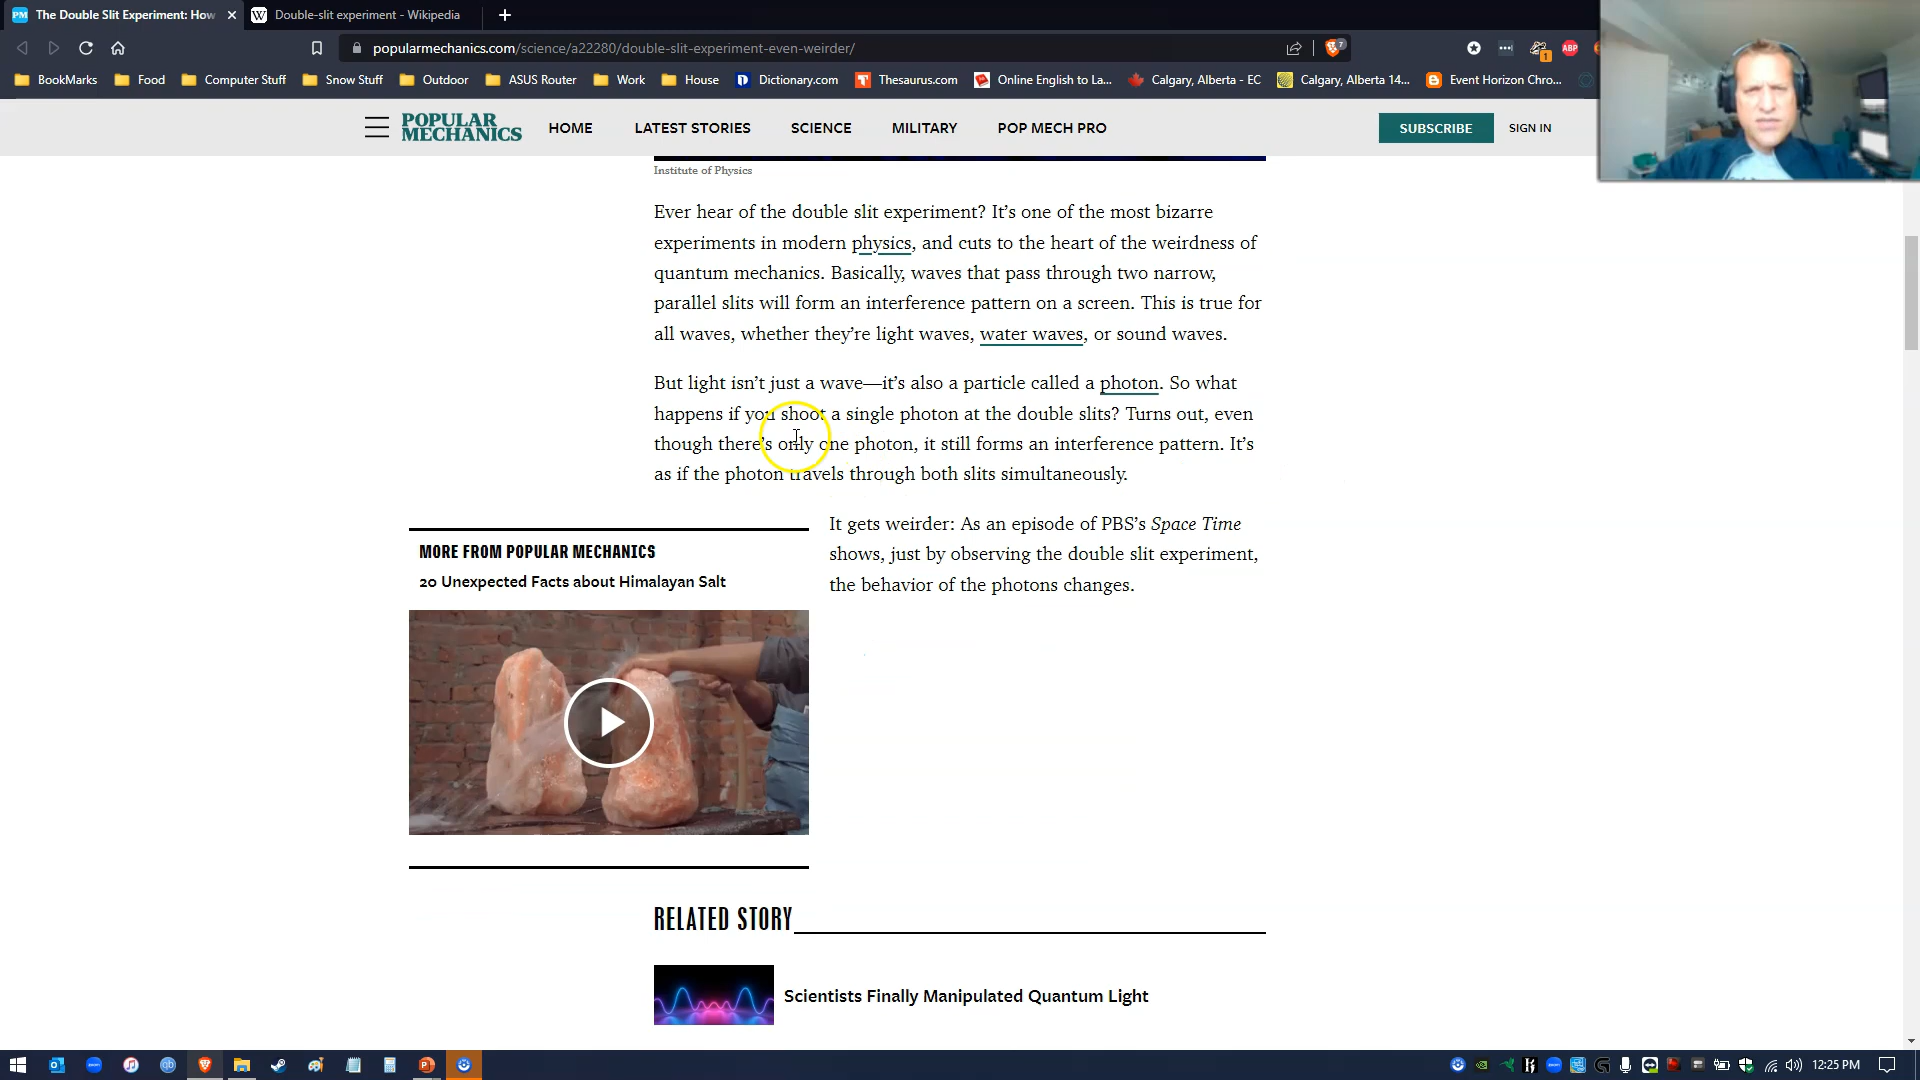 The Double Slit Experiment: How
Double-slit experiment - Wikipedia
popularmechanics.com/science/a22280/double-slit-experiment-even-weirder/
7
1
ABP
BookMarks
Food
Computer Stuff
Snow Stuff
Outdoor
ASUS Router
Work
House
Dictionary.com
Thesaurus.com
Online English to La...
Calgary, Alberta - EC
Calgary, Alberta 14...
Event Horizon Chro...
POPULAR
MECHANICS
HOME
LATEST STORIES
SCIENCE
MILITARY
POP MECH PRO
SUBSCRIBE
SIGN IN
Institute of Physics
Ever hear of the double slit experiment? It's one of the most bizarre
experiments in modern physics, and cuts to the heart of the weirdness of
quantum mechanics. Basically, waves that pass through two narrow,
parallel slits will form an interference pattern on a screen. This is true for
all waves, whether they're light waves, water waves, or sound waves.
But light isn't just a wave—it's also a particle called a photon. So what
happens if you shoot a single photon at the double slits? Turns out, even
though there's only one photon, it still forms an interference pattern. It's
as if the photon travels through both slits simultaneously.
MORE FROM POPULAR MECHANICS
20 Unexpected Facts about Himalayan Salt
It gets weirder: As an episode of PBS's Space Time
shows, just by observing the double slit experiment,
the behavior of the photons changes.
RELATED STORY
Scientists Finally Manipulated Quantum Light
12:25 PM